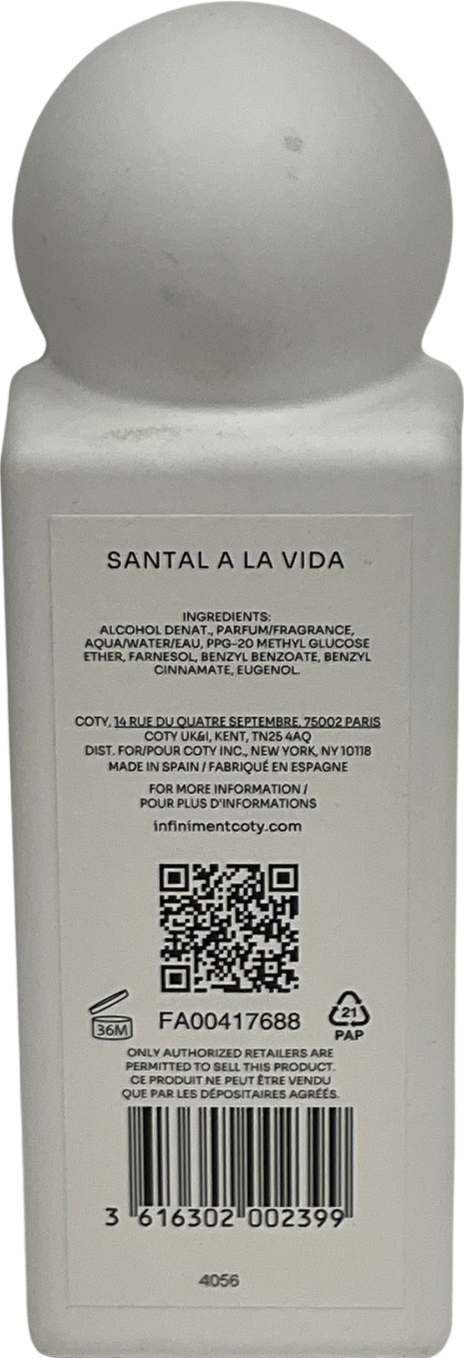 SANTAL A LA VIDA
INGREDIENTS:
ALCOHOL DENAT., PARFUM/FRAGRANCE,
AQUA/WATER/EAU, PPG-20 METHYL GLUCOSE
ETHER, FARNESOL, BENZYL BENZOATE, BENZYL
CINNAMATE, EUGENOL.
COTY, 14 RUE DU QUATRE SEPTEMBRE, 75002 PARIS
COTY UK&I, KENT, TN25 4AQ
DIST. FOR/POUR COTY INC., NEW YORK, NY 10118
MADE IN SPAIN / FABRIQUÉ EN ESPAGNE
FOR MORE INFORMATION /
POUR PLUS D'INFORMATIONS
infinimentcoty.com
36M FA00417688 21
PAP
ONLY AUTHORIZED RETAILERS ARE
PERMITTED TO SELL THIS PRODUCT.
CE PRODUIT NE PEUT ÊTRE VENDU
QUE PAR LES DÉPOSITAIRES AGRÉÉS.
3 616302 002399
4056